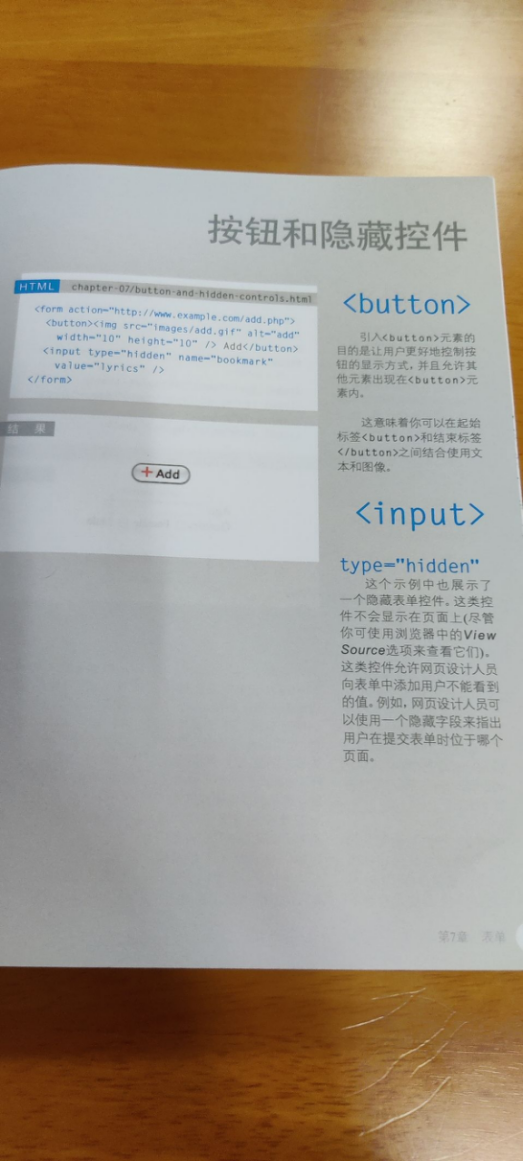 按钮和隐藏控件
HTML chapter-07/button-and-hidden-controls.html
<form action="http://www.example.com/add.php">
<button><img src="images/add.gif" alt="add"
width="10" height="10" /> Add</button>
<input type="hidden" name="bookmark"
value="lyrics" />
</form>
结 果
Add
<button>
引入<button>元素的
目的是让用户更好地控制按
钮的显示方式，并且允许其
他元素出现在<button>元
素内。
这意味着你可以在起始
标签<button>和结束标签
</button>之间结合使用文
本和图像。
<input>
type="hidden"
这个示例中也展示了
一个隐藏表单控件。这类控
件不会显示在页面上(尽管
你可使用浏览器中的View
Source选项来查看它们)。
这类控件允许网页设计人员
向表单中添加用户不能看到
的值。例如，网页设计人员可
以使用一个隐藏字段来指出
用户在提交表单时位于哪个
页面。
第7章 表单